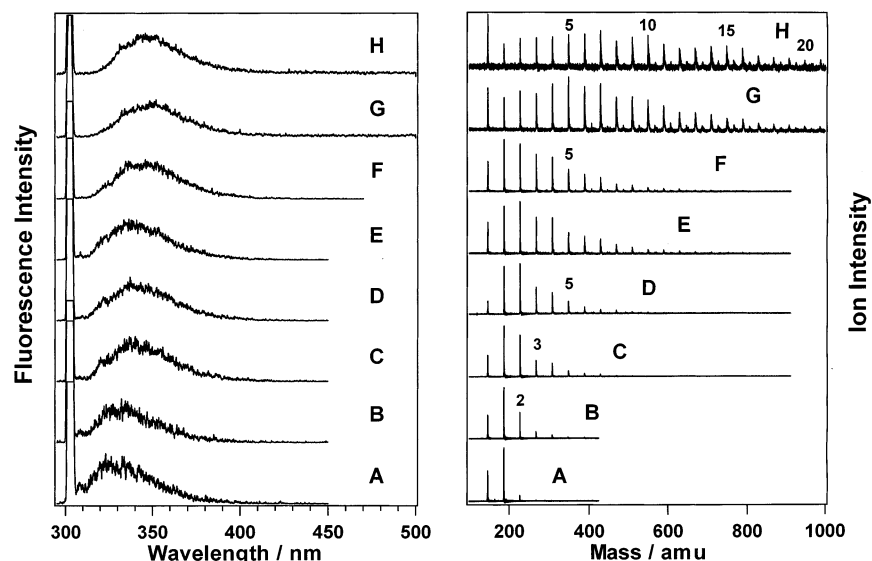 Fluorescence Intensity
H
G
F
E
D
C
B
A
300 350 400 450 500
Wavelength / nm
5 10 15 20
H
G
5
F
E
5
D
3
C
2
B
A
200 400 600 800 1000
Mass / amu
Ion Intensity